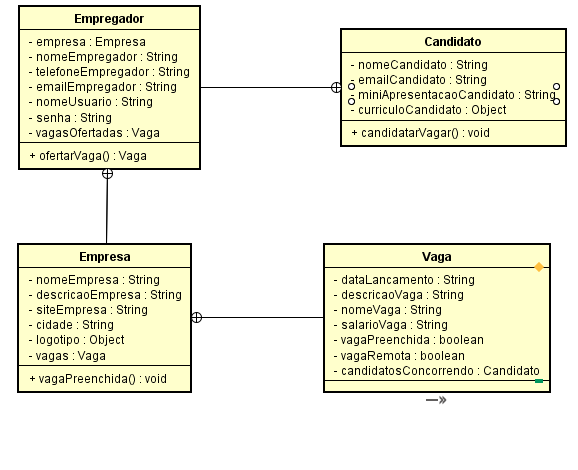 Empregador
- empresa : Empresa
- nomeEmpregador : String
- telefoneEmpregador : String
- emailEmpregador : String
- nomeUsuario : String
- senha : String
- vagasOfertadas : Vaga
+ ofertarVaga() : Vaga
Candidato
- nomeCandidato : String
- emailCandidato : String
- miniApresentacaoCandidato : String
- curriculoCandidato : Object
+ candidatarVagar() : void
Empresa
- nomeEmpresa : String
- descricaoEmpresa : String
- siteEmpresa : String
- cidade : String
- logotipo : Object
- vagas : Vaga
+ vagaPreenchida() : void
Vaga
- dataLancamento : String
- descricaoVaga : String
- nomeVaga : String
- salarioVaga : String
- vagaPreenchida : boolean
- vagaRemota : boolean
- candidatosConcorrendo : Candidato